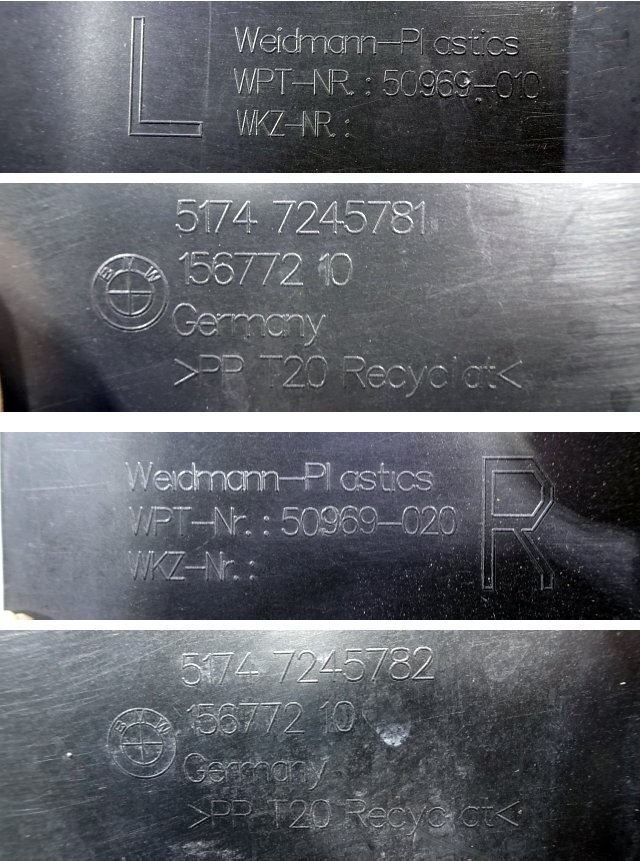 L
Weidmann-Plastics
WPT-NR.: 50969-010
WKZ-NR.:
5174 7245781
BMW
156772 10
Germany
>PP T20 Recyclat<
Weidmann-Plastics
R
WPT-Nr.: 50969-020
WKZ-Nr.:
5174 7245782
BMW
156772 10
Germany
>PP T20 Recyclat<